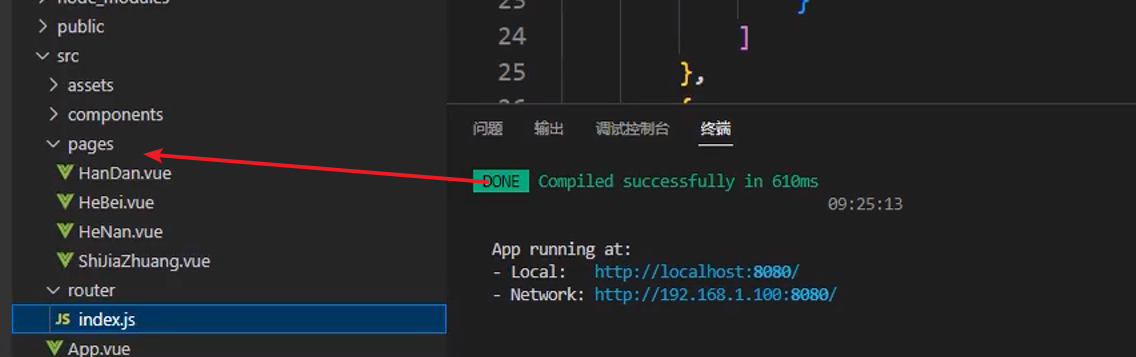 node_modules
public
src
assets
components
pages
HanDan.vue
HeBei.vue
HeNan.vue
ShiJiaZhuang.vue
router
JS index.js
App.vue
23 }
24 ]
25 },
26 {
问题 输出 调试控制台 终端
DONE Compiled successfully in 610ms
09:25:13
App running at:
- Local: http://localhost:8080/
- Network: http://192.168.1.100:8080/